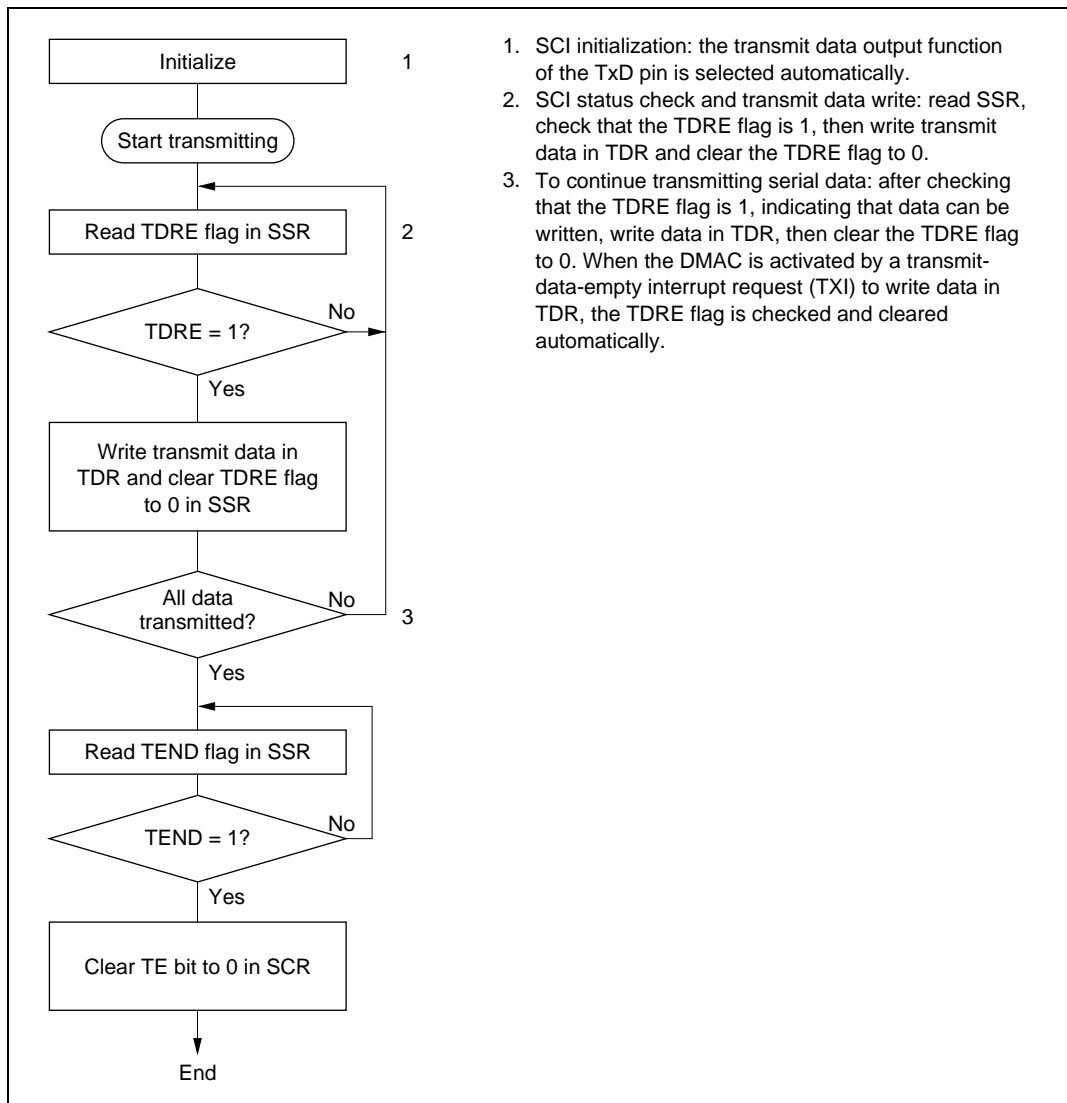 Initialize
1
Start transmitting
Read TDRE flag in SSR
2
TDRE = 1?
No
Yes
Write transmit data in
TDR and clear TDRE flag
to 0 in SSR
All data
transmitted?
No
3
Yes
Read TEND flag in SSR
TEND = 1?
No
Yes
Clear TE bit to 0 in SCR
End
1. SCI initialization: the transmit data output function
of the TxD pin is selected automatically.
2. SCI status check and transmit data write: read SSR,
check that the TDRE flag is 1, then write transmit
data in TDR and clear the TDRE flag to 0.
3. To continue transmitting serial data: after checking
that the TDRE flag is 1, indicating that data can be
written, write data in TDR, then clear the TDRE flag
to 0. When the DMAC is activated by a transmit-
data-empty interrupt request (TXI) to write data in
TDR, the TDRE flag is checked and cleared
automatically.